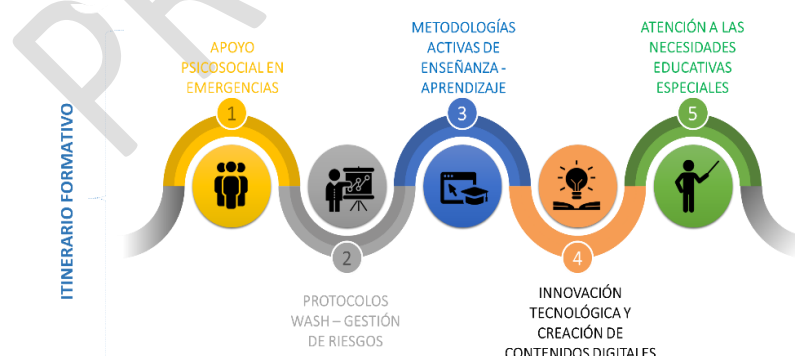 ITINERARIO FORMATIVO
APOYO
PSICOSOCIAL EN
EMERGENCIAS
1
2
PROTOCOLOS
WASH – GESTIÓN
DE RIESGOS
METODOLOGÍAS
ACTIVAS DE
ENSEÑANZA -
APRENDIZAJE
3
4
INNOVACIÓN
TECNOLÓGICA Y
CREACIÓN DE
CONTENIDOS DIGITALES
ATENCIÓN A LAS
NECESIDADES
EDUCATIVAS
ESPECIALES
5